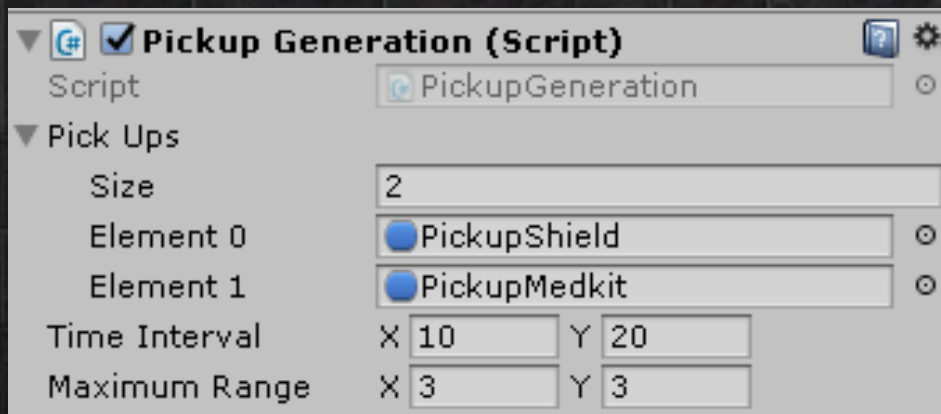 Pickup Generation (Script)
Script PickupGeneration
Pick Ups
Size 2
Element 0 PickupShield
Element 1 PickupMedkit
Time Interval X 10 Y 20
Maximum Range X 3 Y 3